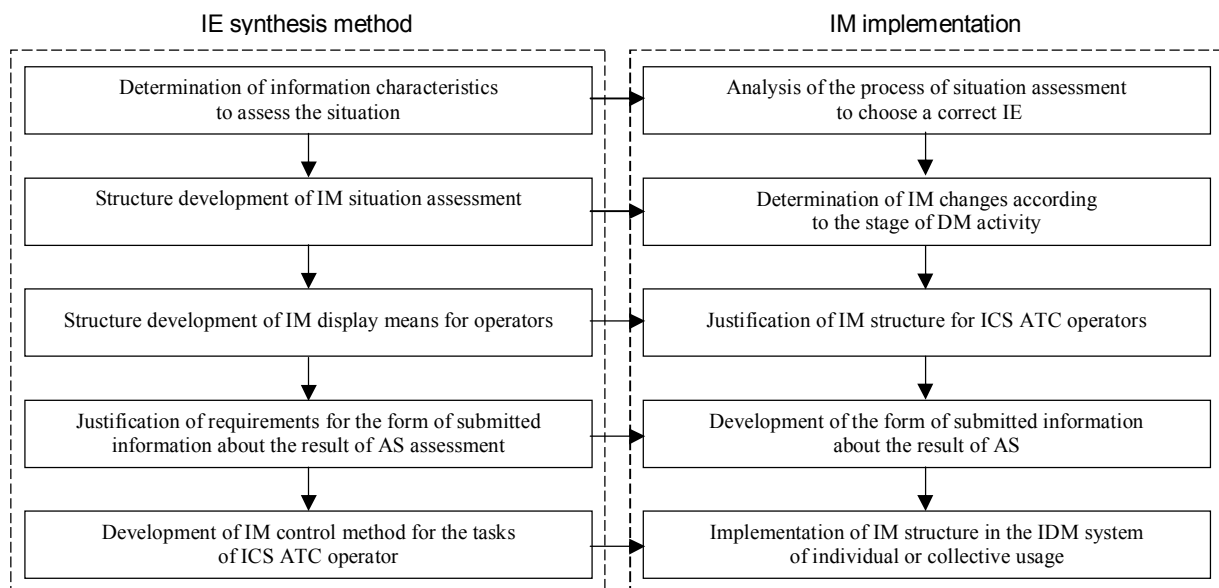 IE synthesis method
IM implementation
Determination of information characteristics
to assess the situation
Analysis of the process of situation assessment
to choose a correct IE
Structure development of IM situation assessment
Determination of IM changes according
to the stage of DM activity
Structure development of IM display means for operators
Justification of IM structure for ICS ATC operators
Justification of requirements for the form of submitted
information about the result of AS assessment
Development of the form of submitted information
about the result of AS
Development of IM control method for the tasks
of ICS ATC operator
Implementation of IM structure in the IDM system
of individual or collective usage